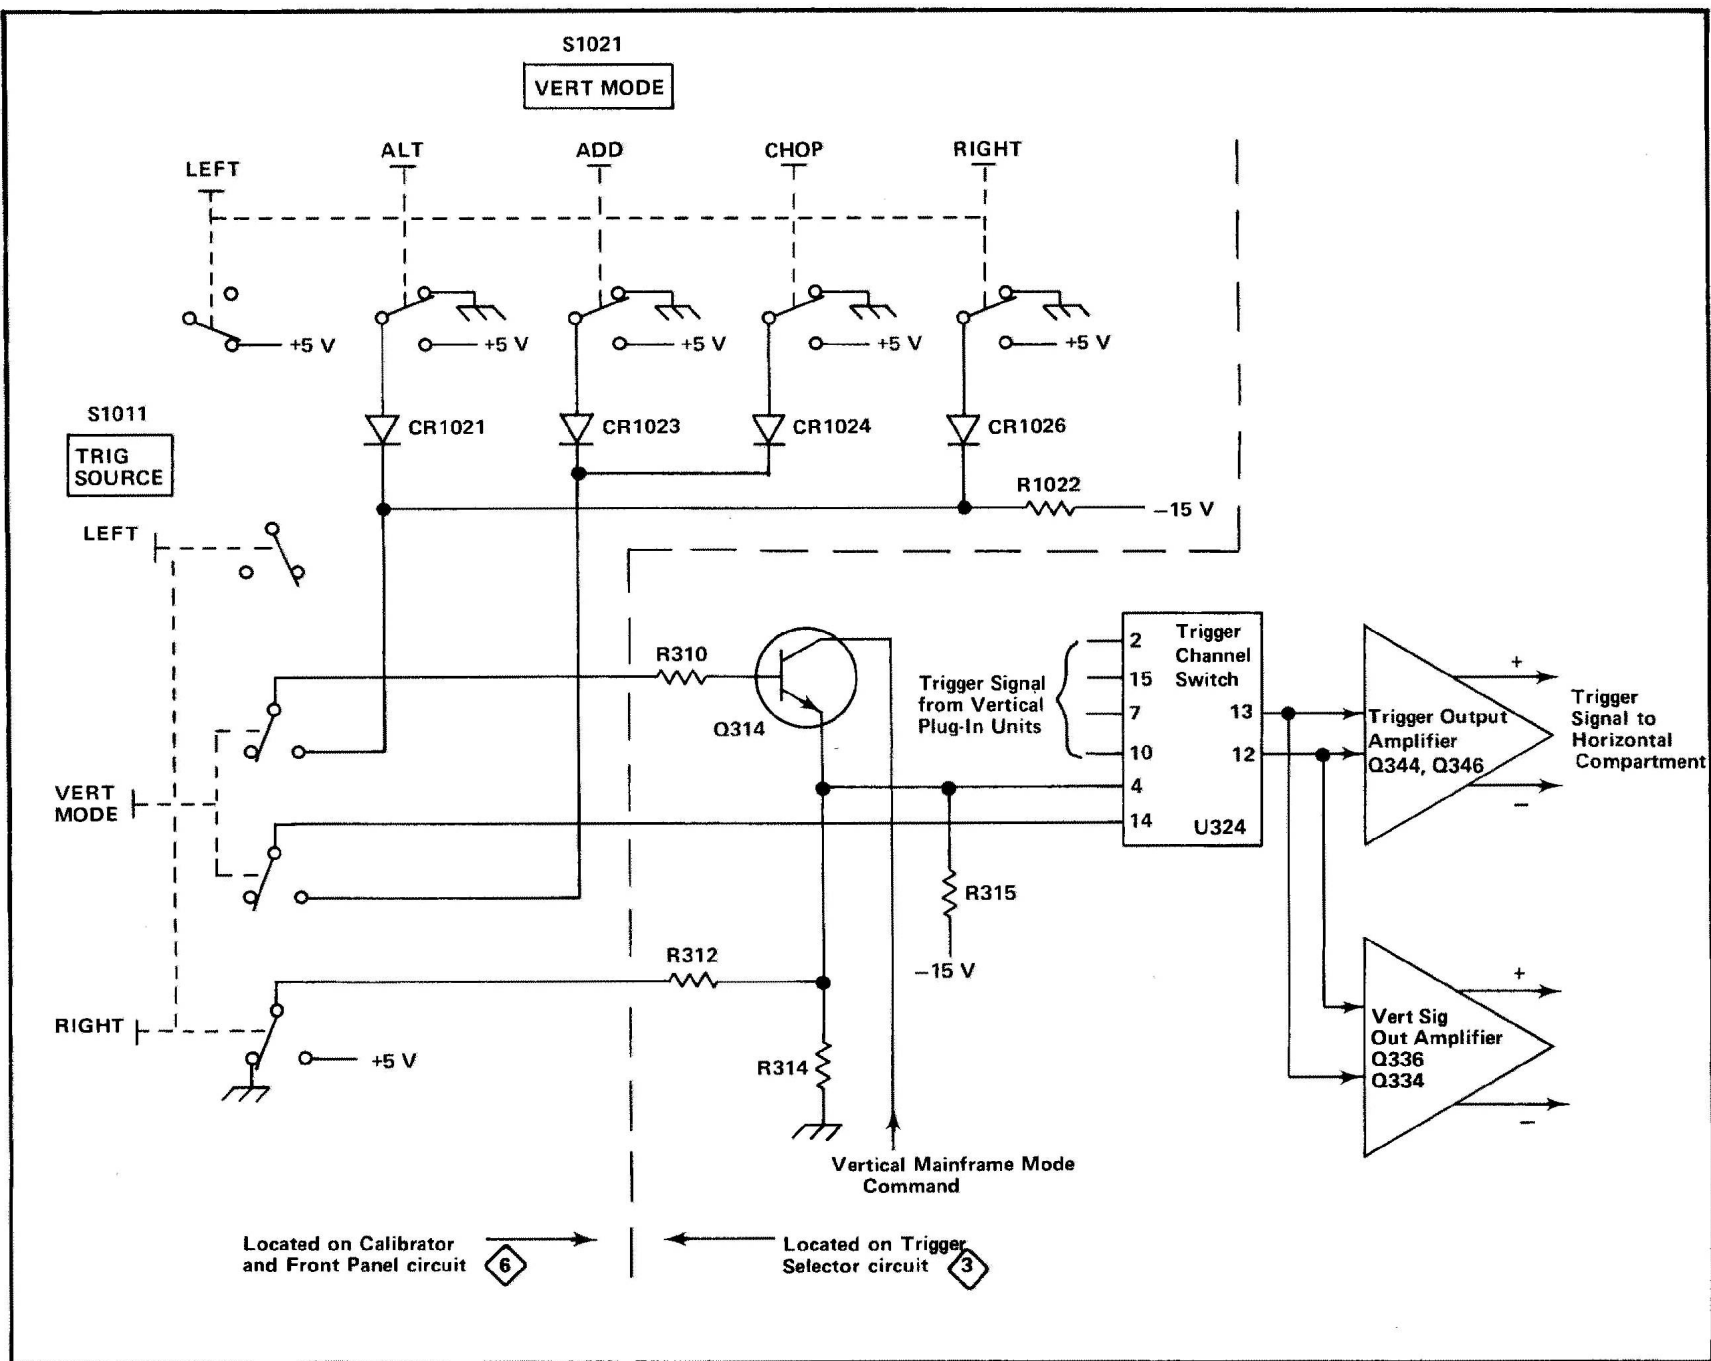 S1021
VERT MODE
LEFT
ALT
ADD
CHOP
RIGHT
+5 V
+5 V
+5 V
+5 V
+5 V
S1011
TRIG
SOURCE
CR1021
CR1023
CR1024
CR1026
R1022
−15 V
LEFT
VERT
MODE
RIGHT
+5 V
R310
Q314
R312
R314
R315
−15 V
Trigger Signal
from Vertical
Plug-In Units
2
15
7
10
4
14
Trigger
Channel
Switch
13
12
U324
Trigger Output
Amplifier
Q344, Q346
+
−
Trigger
Signal to
Horizontal
Compartment
Vert Sig
Out Amplifier
Q336
Q334
+
−
Vertical Mainframe Mode
Command
Located on Calibrator
and Front Panel circuit
6
Located on Trigger
Selector circuit
3